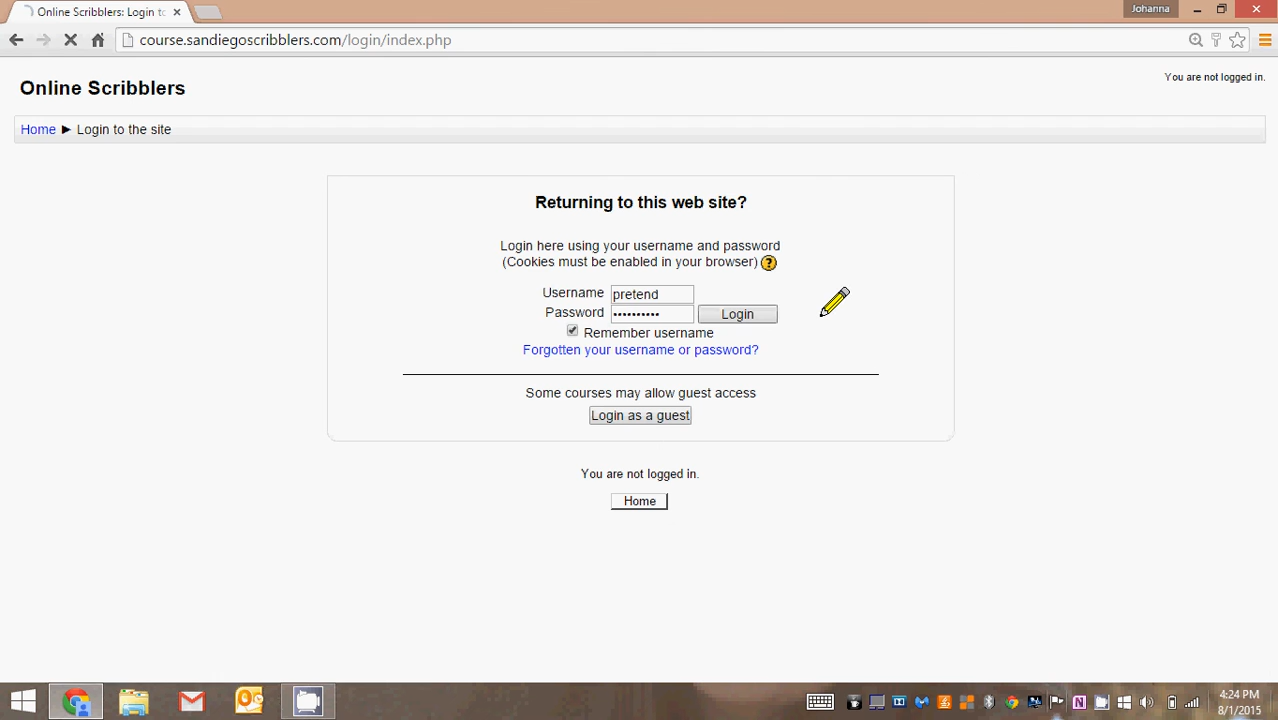 Online Scribblers: Login to
Johanna
course.sandiegoscribblers.com/login/index.php
You are not logged in.
Online Scribblers
Home ► Login to the site
Returning to this web site?
Login here using your username and password
(Cookies must be enabled in your browser) ?
Username pretend
Password •••••••••• Login
Remember username
Forgotten your username or password?
Some courses may allow guest access
Login as a guest
You are not logged in.
Home
4:24 PM
8/1/2015